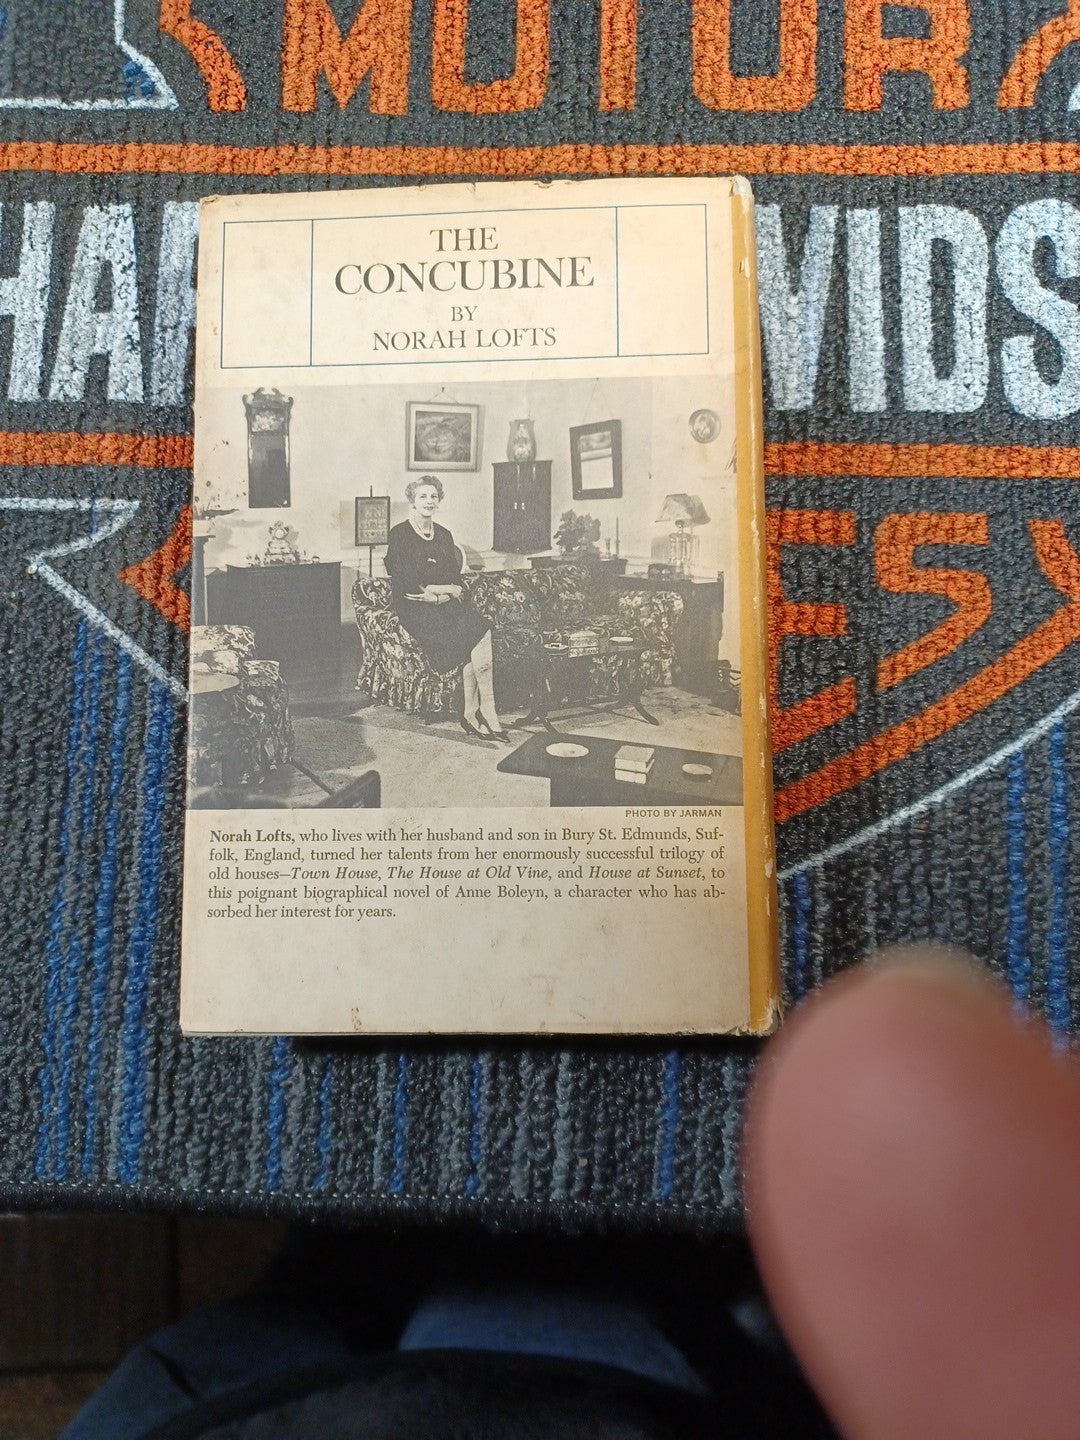 MOTOR
HARLEY-DAVIDSON
THE
CONCUBINE
BY
NORAH LOFTS
PHOTO BY JARMAN
Norah Lofts, who lives with her husband and son in Bury St. Edmunds, Suf-
folk, England, turned her talents from her enormously successful trilogy of
old houses—Town House, The House at Old Vine, and House at Sunset, to
this poignant biographical novel of Anne Boleyn, a character who has ab-
sorbed her interest for years.